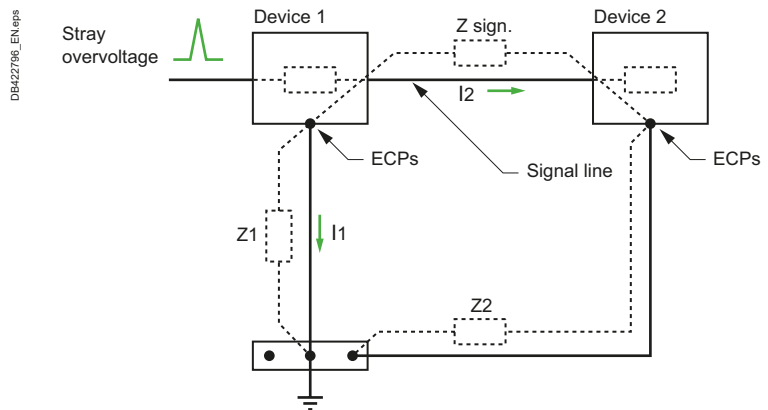 DB422796_EN.eps
Stray
overvoltage
Device 1
Z sign.
Device 2
I2
ECPs
Signal line
ECPs
Z1
I1
Z2